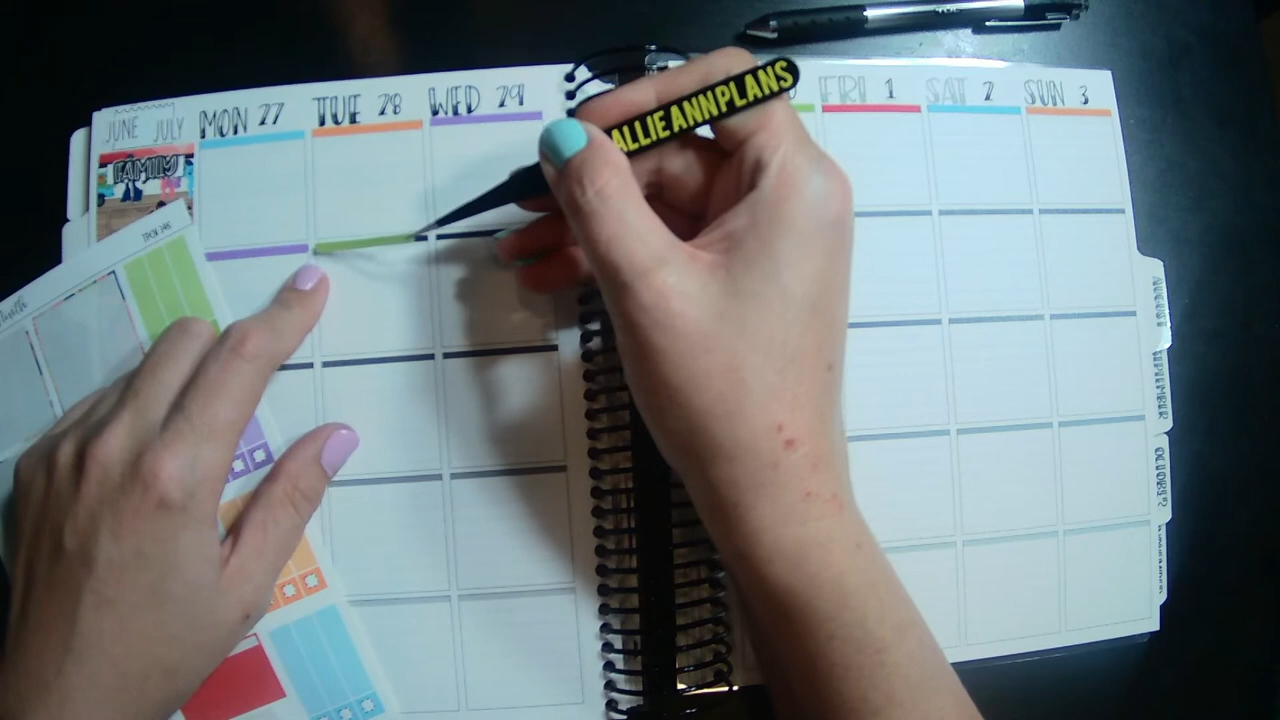 JUNE JULY
MON 27
TUE 28
WED 29
FRI 1
SAT 2
SUN 3
ALLIEANNPLANS
FAMILY
AUGUST
SEPTEMBER
OCTOBER